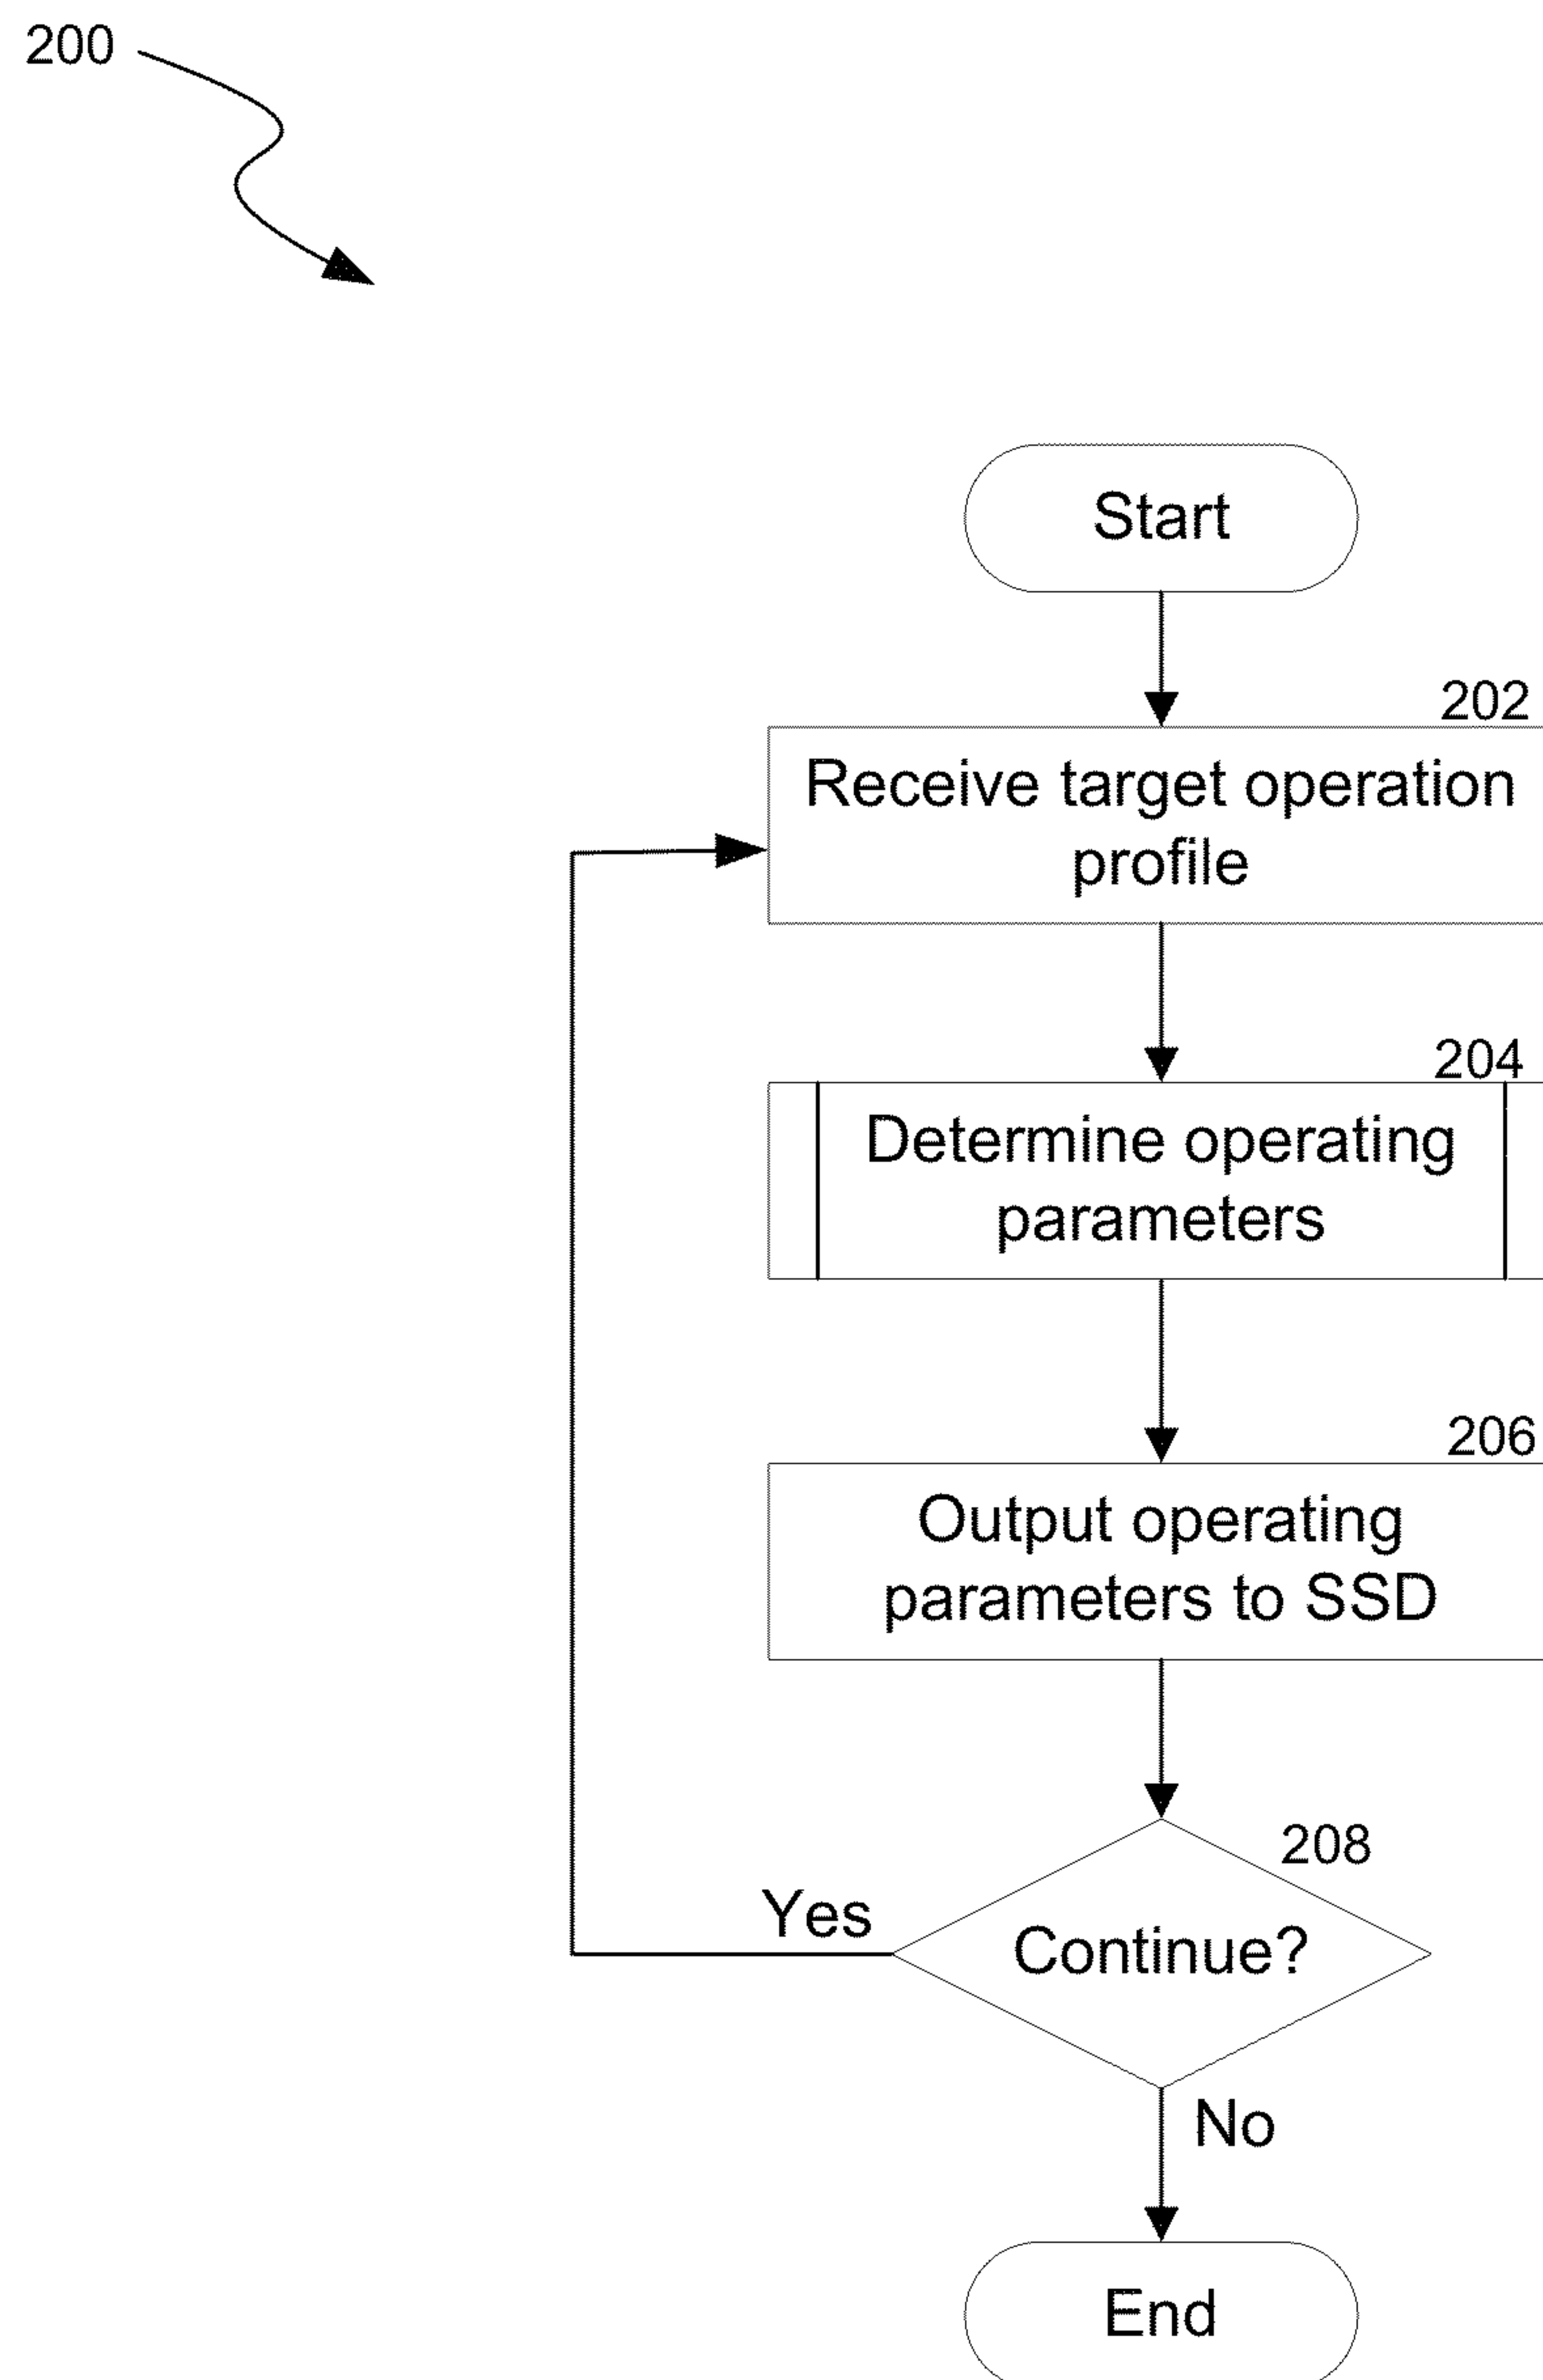 200
Start
202
Receive target operation
profile
204
Determine operating
parameters
206
Output operating
parameters to SSD
208
Yes
Continue?
No
End